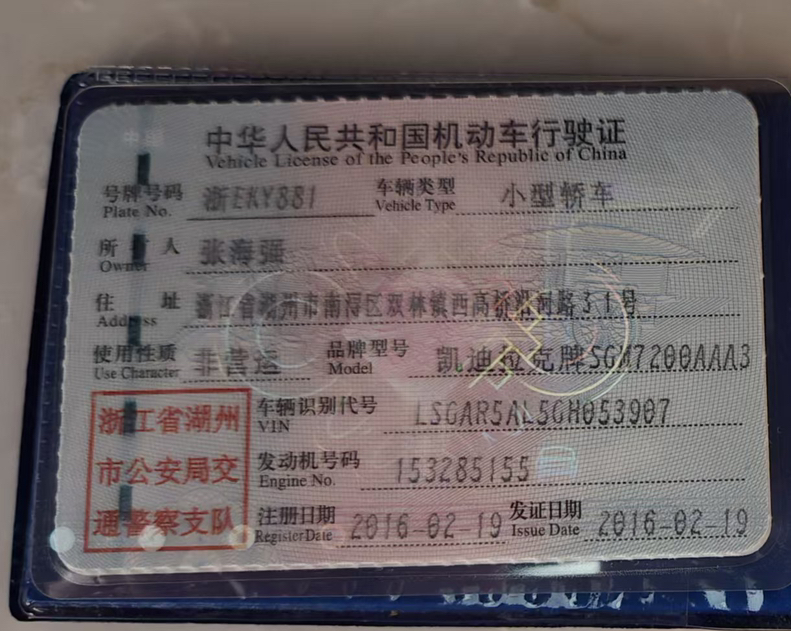 中华人民共和国机动车行驶证
Vehicle License of the People's Republic of China
号牌号码 浙EKY881 车辆类型 小型轿车
Plate No. Vehicle Type
所 人 张海强
Owner
住 址 浙江省湖州市南浔区双林镇西高桥 路31号
Address
使用性质 非营运 品牌型号 凯迪拉克牌SGM7200AAA3
Use Character Model
浙江省湖州 车辆识别代号 LSGAR5AL5GH053907
VIN
市公安局交 发动机号码 153285155
Engine No.
通警察支队 注册日期 2016-02-19 发证日期 2016-02-19
Register Date Issue Date